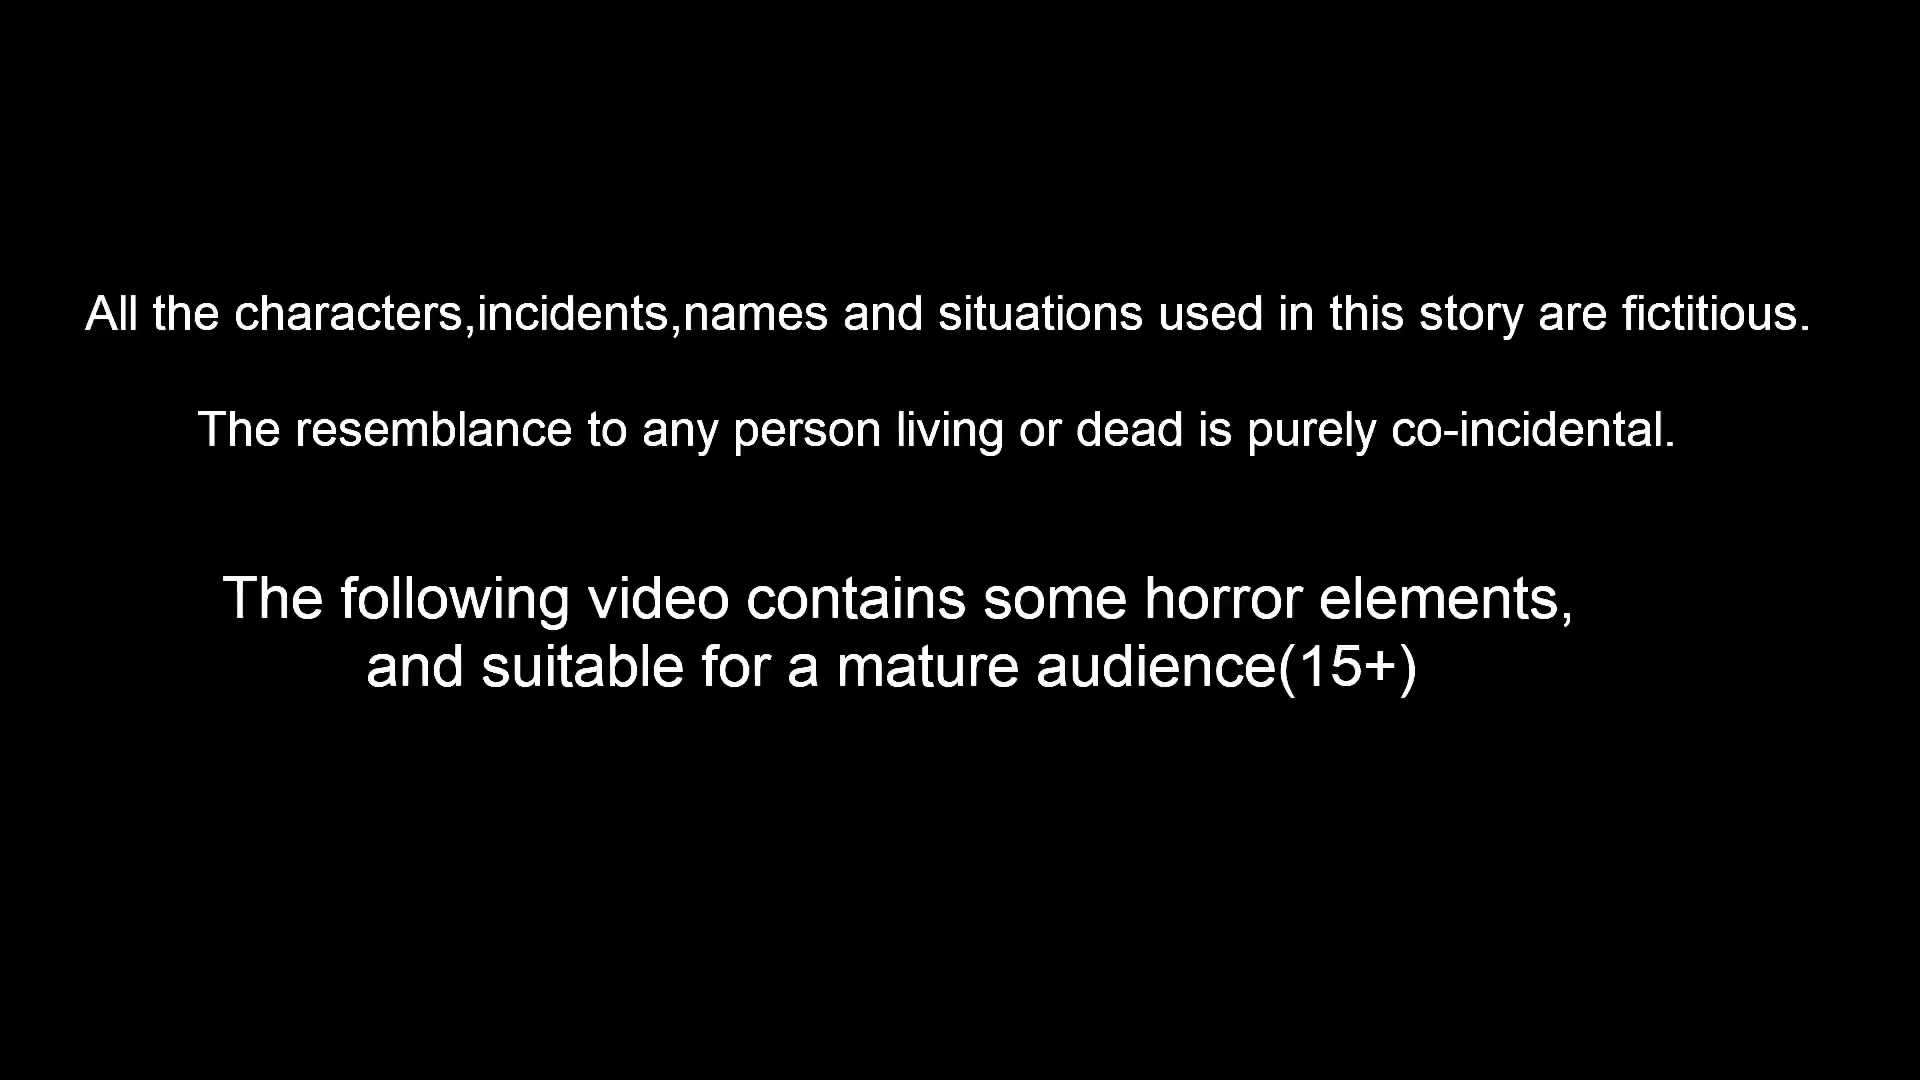 All the characters,incidents,names and situations used in this story are fictitious.
The resemblance to any person living or dead is purely co-incidental.
The following video contains some horror elements,
and suitable for a mature audience(15+)